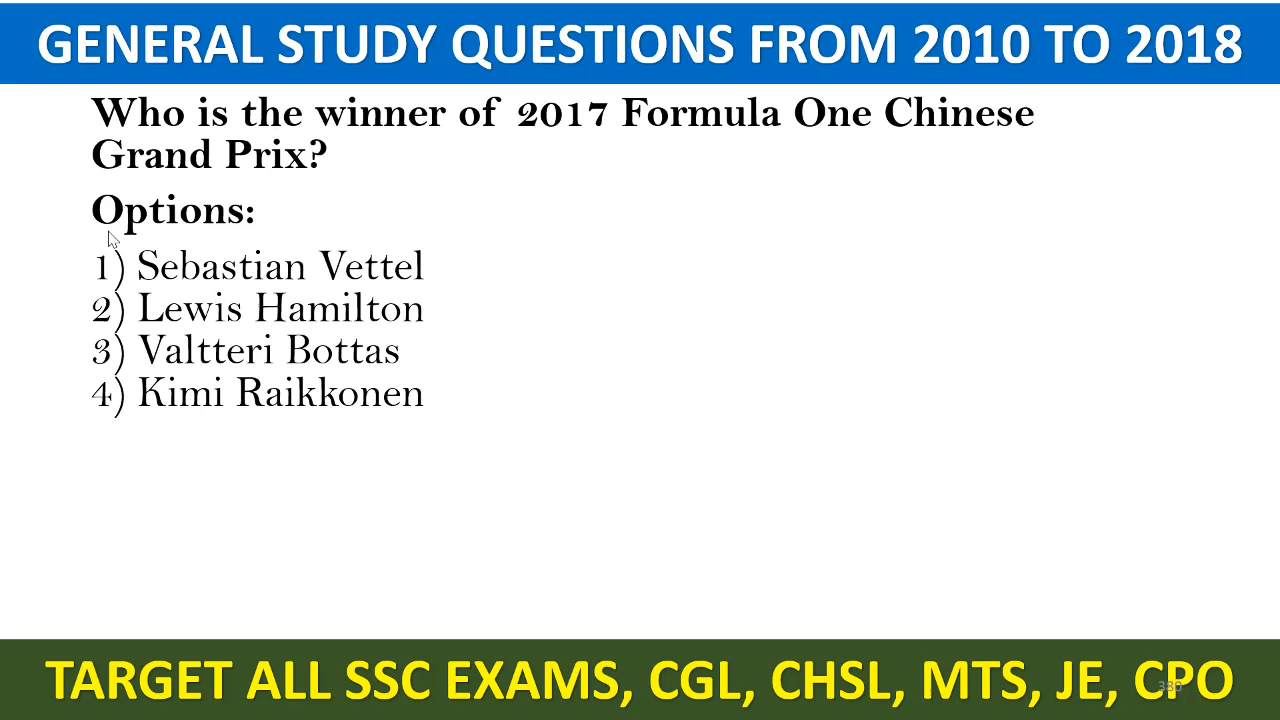 GENERAL STUDY QUESTIONS FROM 2010 TO 2018
Who is the winner of 2017 Formula One Chinese
Grand Prix?
Options:
1) Sebastian Vettel
2) Lewis Hamilton
3) Valtteri Bottas
4) Kimi Raikkonen
TARGET ALL SSC EXAMS, CGL, CHSL, MTS, JE, CPO
380